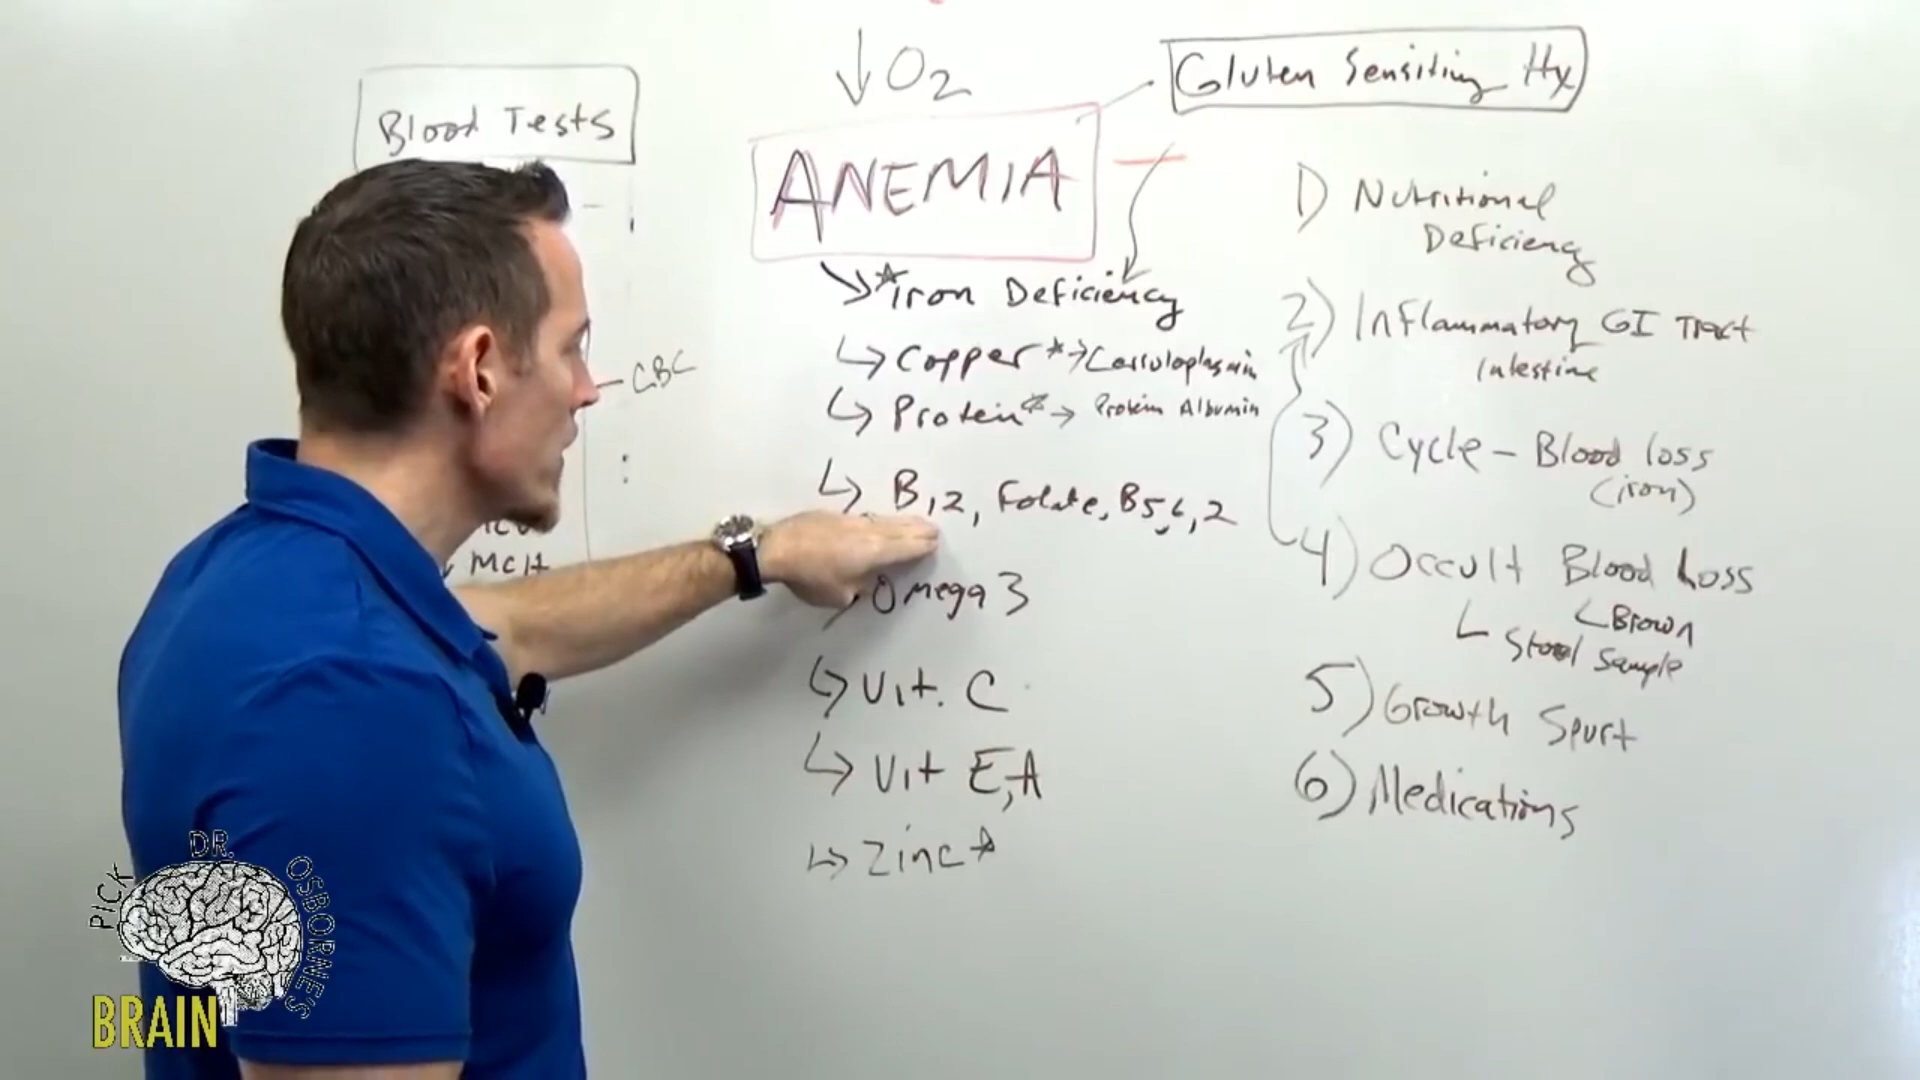 ↓O2
Gluten Sensitivity Hx
Blood Tests
ANEMIA
CBC
MCH
*Iron Deficiency
↳ Copper *→
↳ Protein *→ Protein Albumin
↳ B12, Folate, B5,6,2
Omega 3
↳ Vit. C
↳ Vit E,A
↳ Zinc *
1) Nutritional
Deficiency
2) Inflammatory GI Tract
Intestine
3) Cycle - Blood loss
(iron)
4) Occult Blood Loss
Brown
Stool Sample
5) Growth Spurt
6) Medications
PICK DR. OSBORNE'S
BRAIN